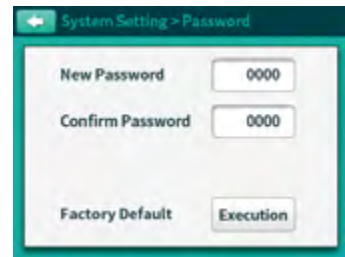 System Setting > Password
New Password 0000
Confirm Password 0000
Factory Default Execution